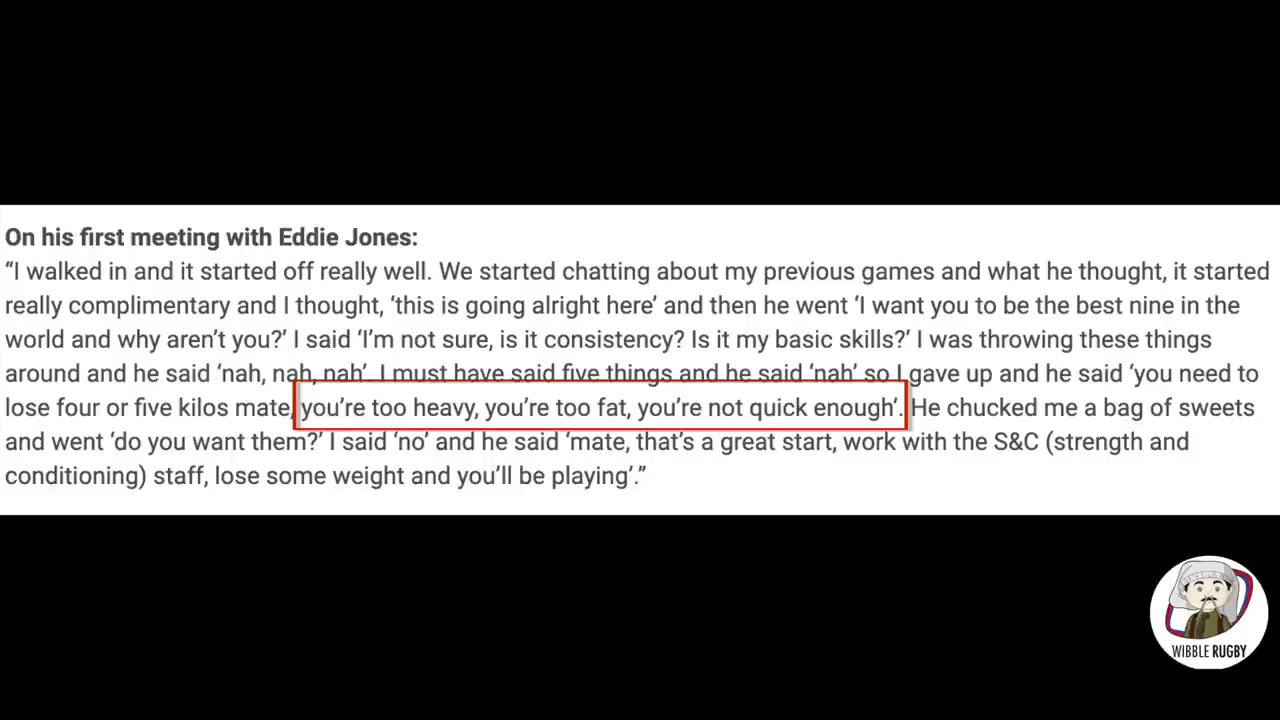 On his first meeting with Eddie Jones:
“I walked in and it started off really well. We started chatting about my previous games and what he thought, it started
really complimentary and I thought, ‘this is going alright here’ and then he went ‘I want you to be the best nine in the
world and why aren’t you?’ I said ‘I’m not sure, is it consistency? Is it my basic skills?’ I was throwing these things
around and he said ‘nah, nah, nah’. I must have said five things and he said ‘nah’ so I gave up and he said ‘you need to
lose four or five kilos mate, you’re too heavy, you’re too fat, you’re not quick enough’. He chucked me a bag of sweets
and went ‘do you want them?’ I said ‘no’ and he said ‘mate, that’s a great start, work with the S&C (strength and
conditioning) staff, lose some weight and you’ll be playing’.”
WIBBLE RUGBY